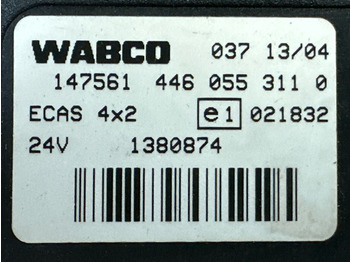 WABCO 037 13/04
147561 446 055 311 0
ECAS 4x2 e1 021832
24V 1380874